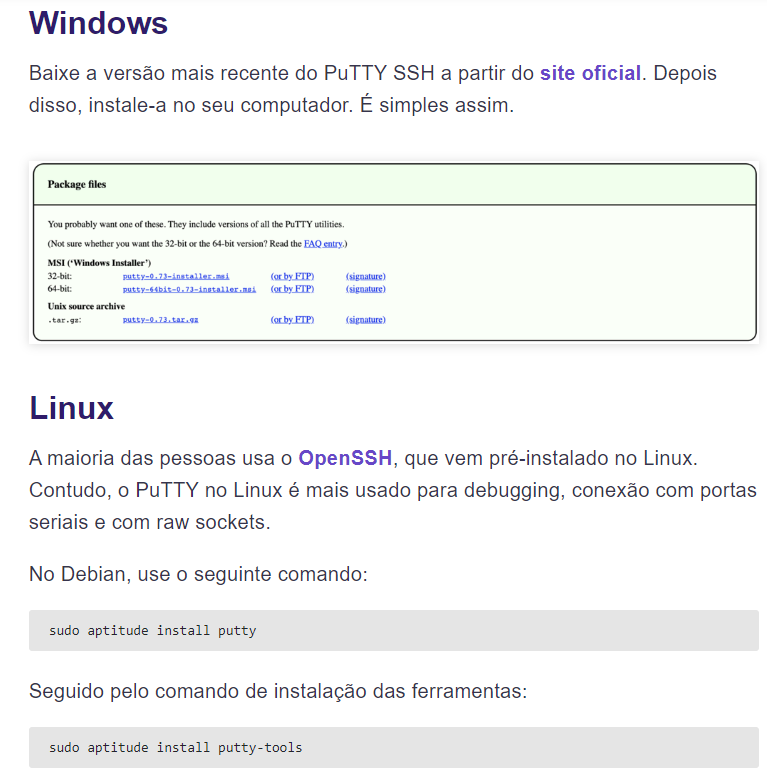 Windows
Baixe a versão mais recente do PuTTY SSH a partir do site oficial. Depois
disso, instale-a no seu computador. É simples assim.
Package files
You probably want one of these. They include versions of all the PuTTY utilities.
(Not sure whether you want the 32-bit or the 64-bit version? Read the FAQ entry.)
MSI (‘Windows Installer’)
32-bit: putty-0.73-installer.msi (or by FTP) (signature)
64-bit: putty-64bit-0.73-installer.msi (or by FTP) (signature)
Unix source archive
.tar.gz: putty-0.73.tar.gz (or by FTP) (signature)
Linux
A maioria das pessoas usa o OpenSSH, que vem pré-instalado no Linux.
Contudo, o PuTTY no Linux é mais usado para debugging, conexão com portas
seriais e com raw sockets.
No Debian, use o seguinte comando:
sudo aptitude install putty
Seguido pelo comando de instalação das ferramentas:
sudo aptitude install putty-tools